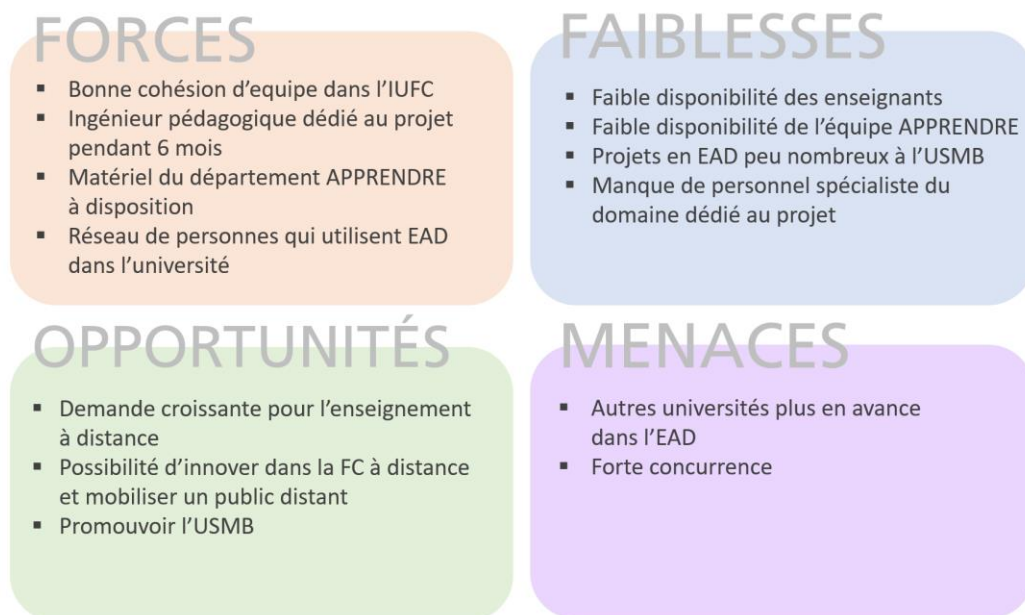 FORCES
▪ Bonne cohésion d'equipe dans l'IUFC
▪ Ingénieur pédagogique dédié au projet
pendant 6 mois
▪ Matériel du département APPRENDRE
à disposition
▪ Réseau de personnes qui utilisent EAD
dans l'université
FAIBLESSES
▪ Faible disponibilité des enseignants
▪ Faible disponibilité de l'équipe APPRENDRE
▪ Projets en EAD peu nombreux à l'USMB
▪ Manque de personnel spécialiste du
domaine dédié au projet
OPPORTUNITÉS
▪ Demande croissante pour l'enseignement
à distance
▪ Possibilité d'innover dans la FC à distance
et mobiliser un public distant
▪ Promouvoir l'USMB
MENACES
▪ Autres universités plus en avance
dans l'EAD
▪ Forte concurrence